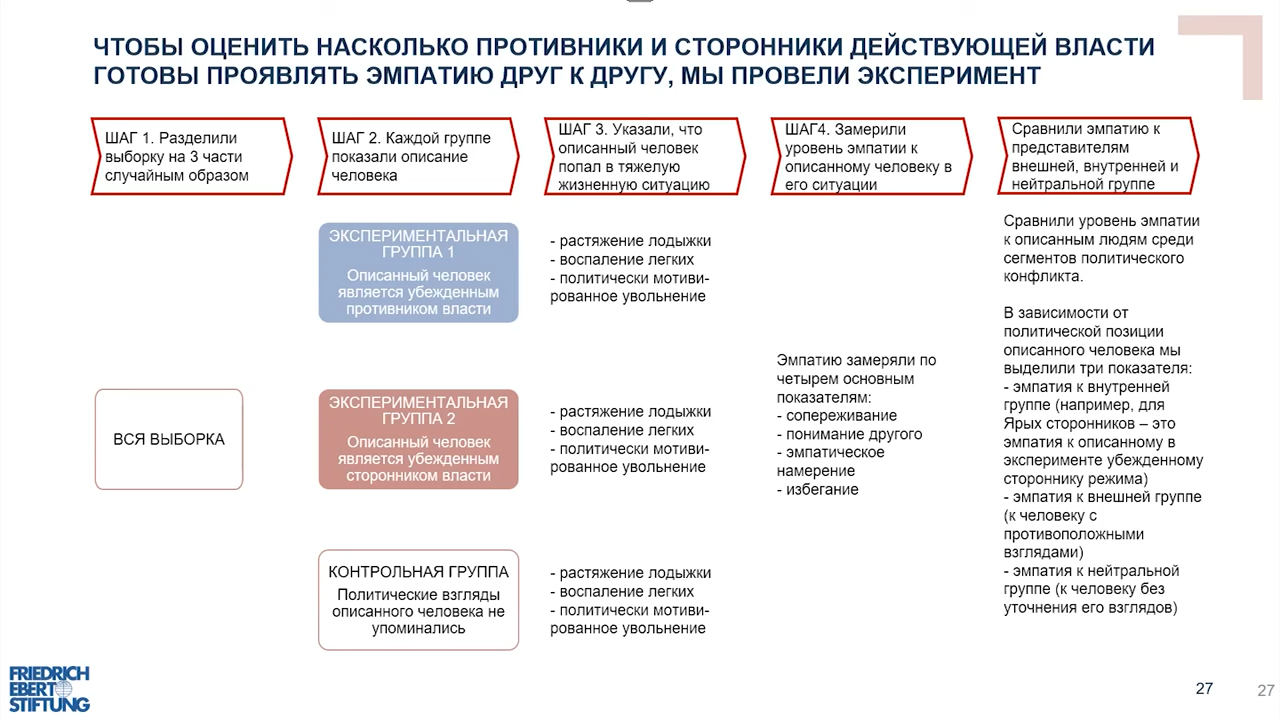 ЧТОБЫ ОЦЕНИТЬ НАСКОЛЬКО ПРОТИВНИКИ И СТОРОННИКИ ДЕЙСТВУЮЩЕЙ ВЛАСТИ
ГОТОВЫ ПРОЯВЛЯТЬ ЭМПАТИЮ ДРУГ К ДРУГУ, МЫ ПРОВЕЛИ ЭКСПЕРИМЕНТ
ШАГ 1. Разделили
выборку на 3 части
случайным образом
ШАГ 2. Каждой группе
показали описание
человека
ШАГ 3. Указали, что
описанный человек
попал в тяжелую
жизненную ситуацию
ШАГ4. Замерили
уровень эмпатии к
описанному человеку в
его ситуации
Сравнили эмпатию к
представителям
внешней, внутренней и
нейтральной группе
ВСЯ ВЫБОРКА
ЭКСПЕРИМЕНТАЛЬНАЯ
ГРУППА 1
Описанный человек
является убежденным
противником власти
- растяжение лодыжки
- воспаление легких
- политически мотиви-
рованное увольнение
ЭКСПЕРИМЕНТАЛЬНАЯ
ГРУППА 2
Описанный человек
является убежденным
сторонником власти
- растяжение лодыжки
- воспаление легких
- политически мотиви-
рованное увольнение
КОНТРОЛЬНАЯ ГРУППА
Политические взгляды
описанного человека не
упоминались
- растяжение лодыжки
- воспаление легких
- политически мотиви-
рованное увольнение
Эмпатию замеряли по
четырем основным
показателям:
- сопереживание
- понимание другого
- эмпатическое
намерение
- избегание
Сравнили уровень эмпатии
к описанным людям среди
сегментов политического
конфликта.
В зависимости от
политической позиции
описанного человека мы
выделили три показателя:
- эмпатия к внутренней
группе (например, для
Ярых сторонников – это
эмпатия к описанному в
эксперименте убежденному
стороннику режима)
- эмпатия к внешней группе
(к человеку с
противоположными
взглядами)
- эмпатия к нейтральной
группе (к человеку без
уточнения его взглядов)
FRIEDRICH
EBERT
STIFTUNG
27
27